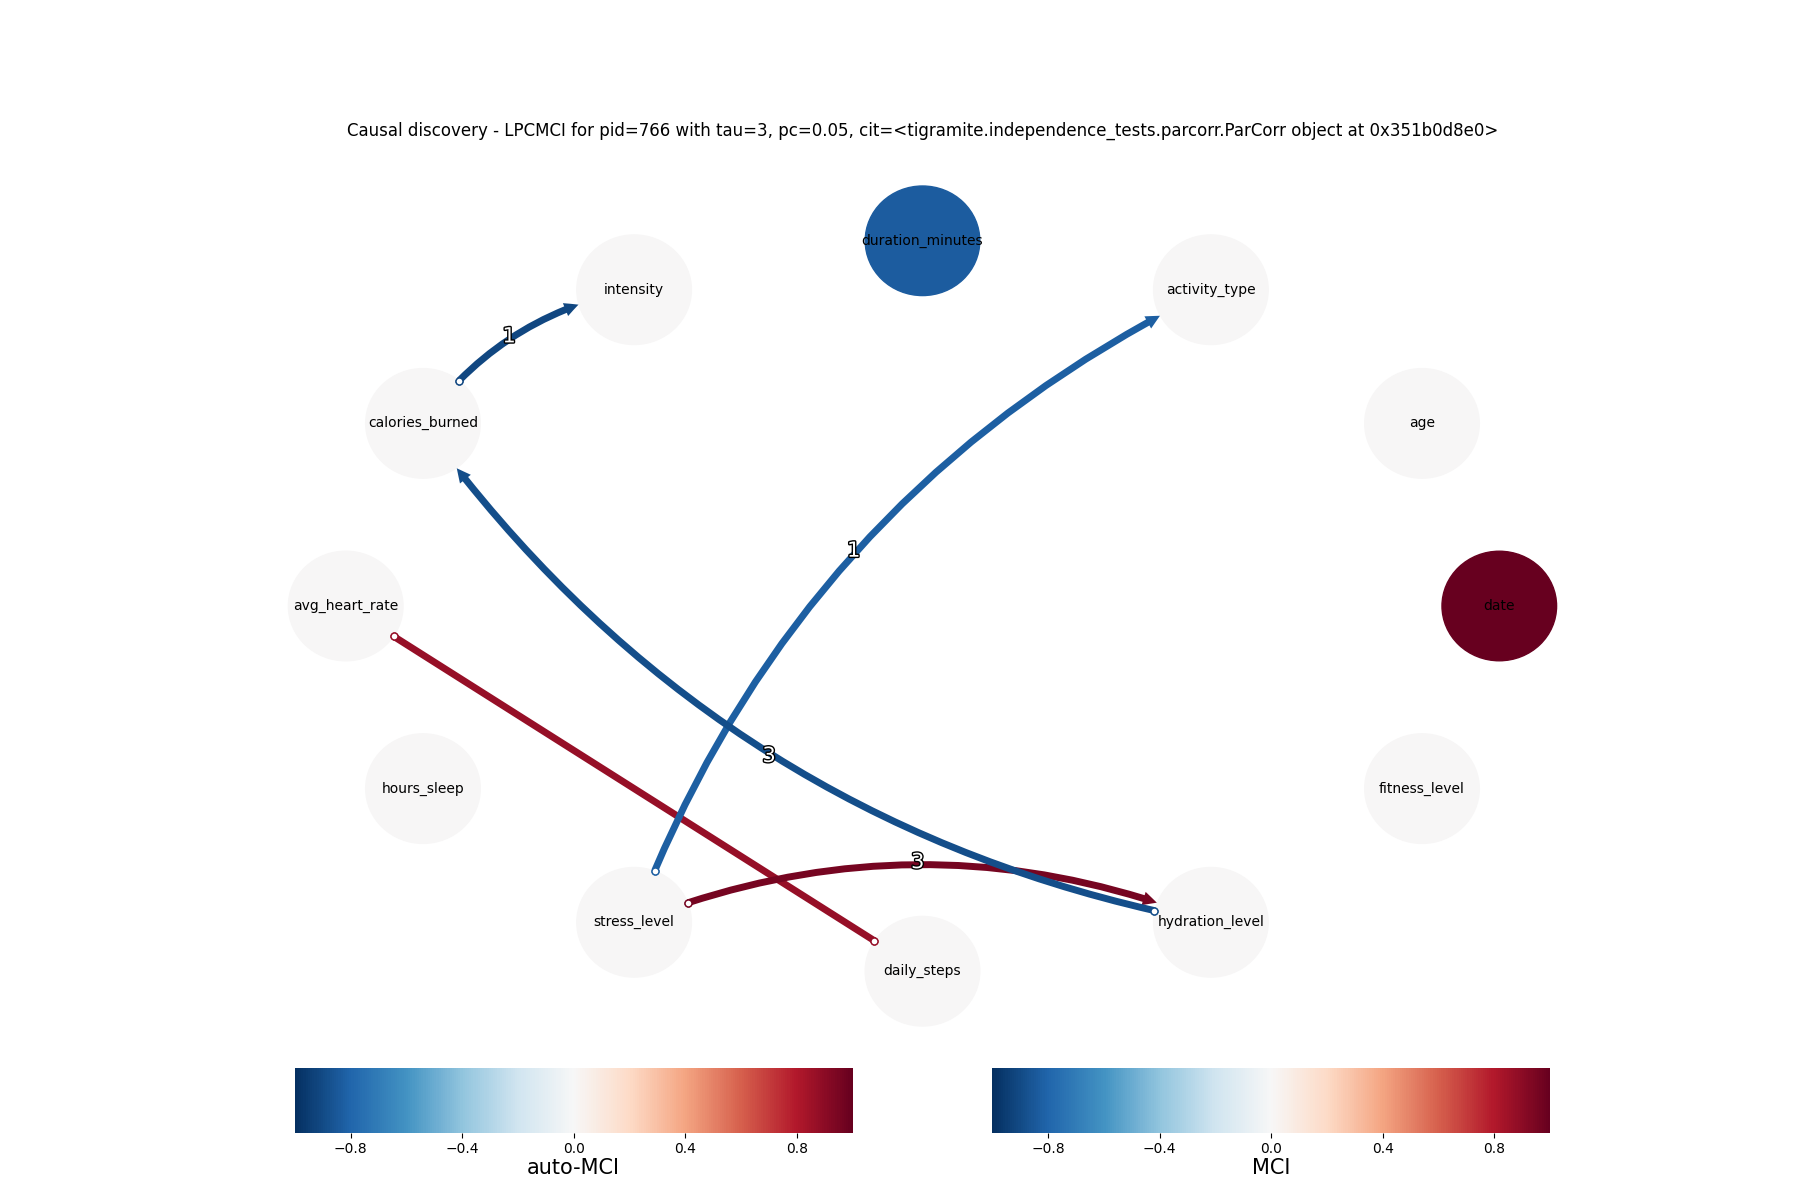 Causal discovery - LPCMCI for pid=766 with tau=3, pc=0.05, cit=<tigramite.independence_tests.parcorr.ParCorr object at 0x351b0d8e0>
duration_minutes
intensity
activity_type
1
calories_burned
age
1
avg_heart_rate
date
3
hours_sleep
fitness_level
3
stress_level
hydration_level
daily_steps
−0.8 −0.4 0.0 0.4 0.8
auto-MCI
−0.8 −0.4 0.0 0.4 0.8
MCI